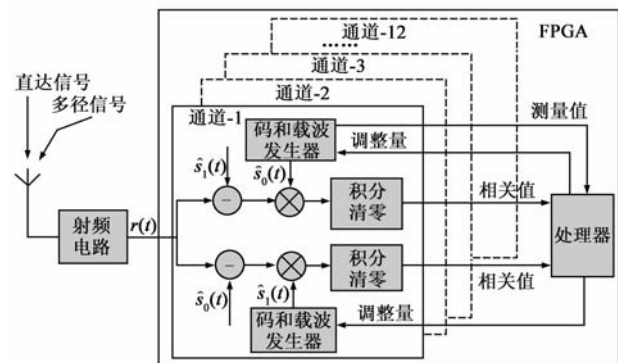 通道-12
……
FPGA
通道-3
通道-2
直达信号
多径信号
通道-1
码和载波
发生器
测量值
调整量
ŝ₁(t)
ŝ₀(t)
积分
清零
相关值
射频
电路
r(t)
处理器
积分
清零
相关值
ŝ₀(t)
ŝ₁(t)
码和载波
发生器
调整量